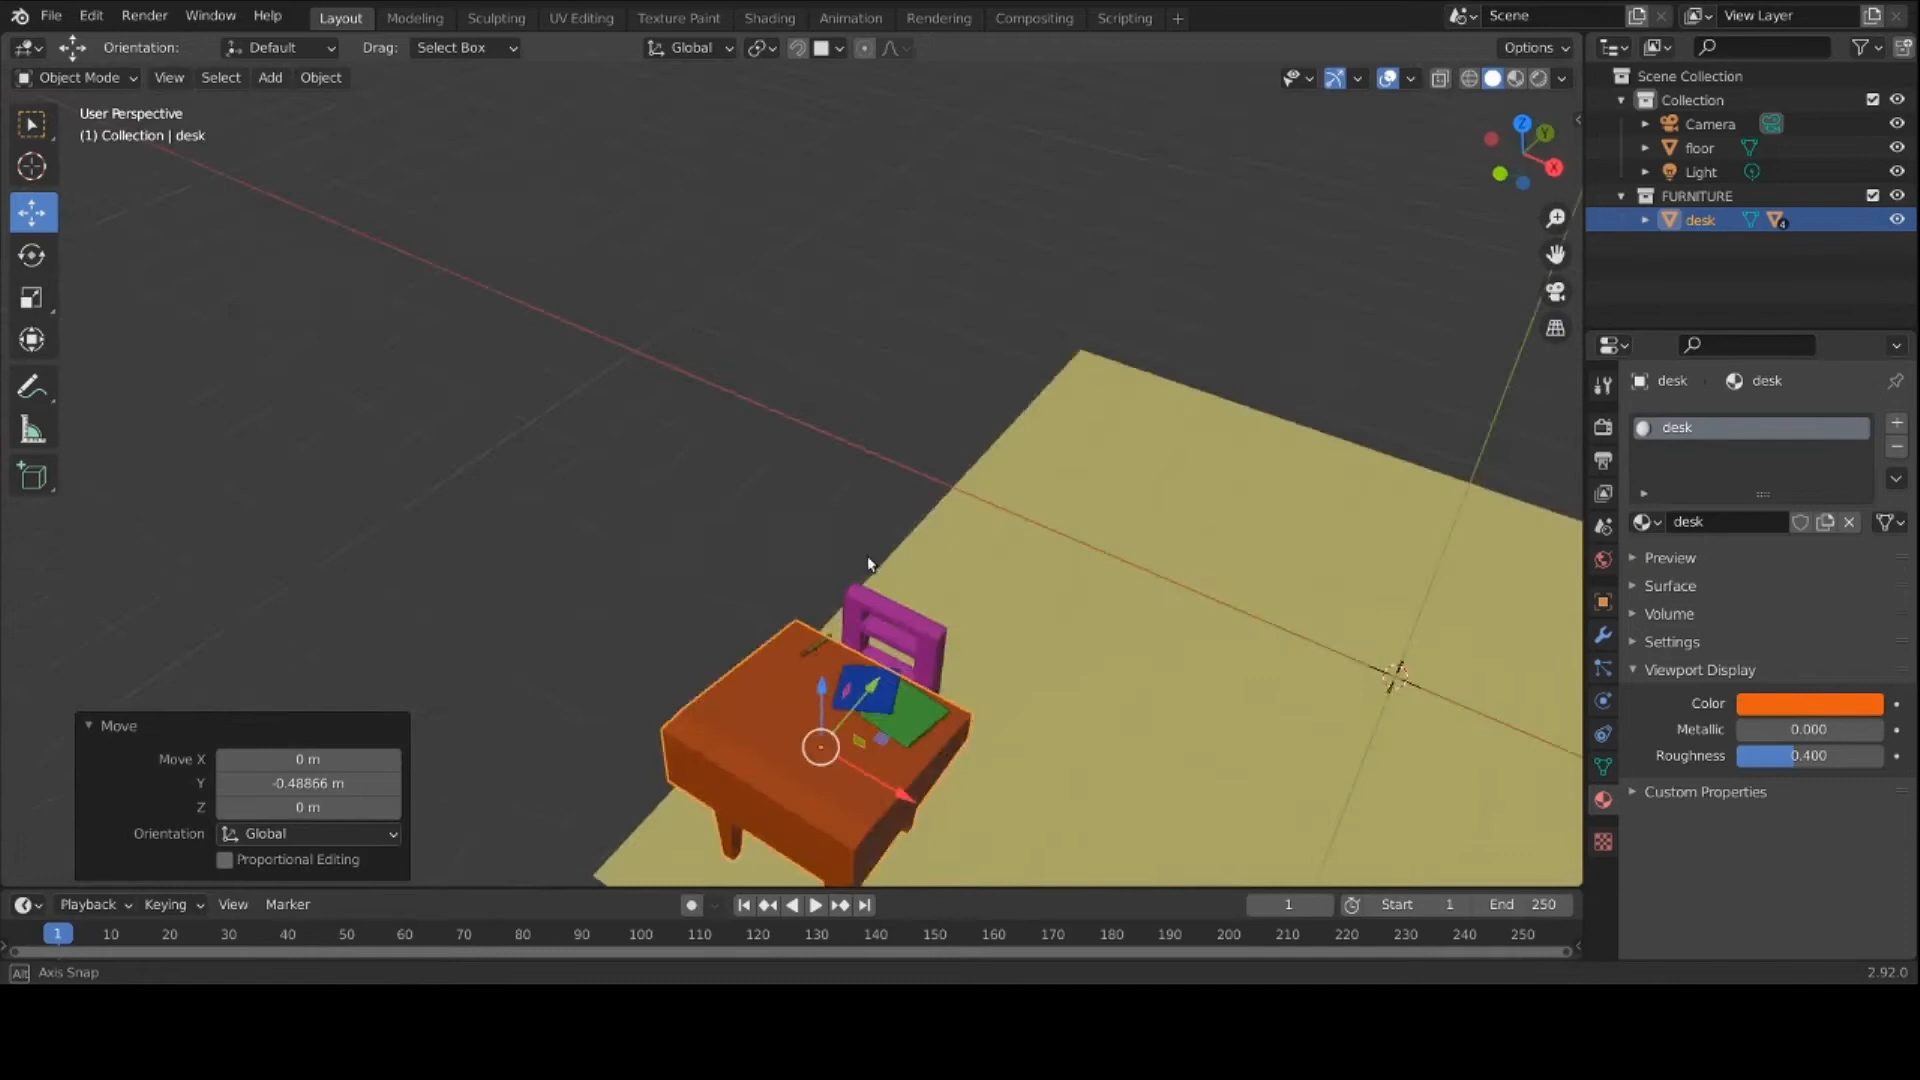 File Edit Render Window Help Layout Modeling Sculpting UV Editing Texture Paint Shading Animation Rendering Compositing Scripting + Scene View Layer
Orientation: Default Drag: Select Box Global Options
Object Mode View Select Add Object
User Perspective
(1) Collection | desk
Z
Y
X
Scene Collection
Collection
Camera
floor
Light
FURNITURE
desk 4
desk desk
desk
desk
Preview
Surface
Volume
Settings
Viewport Display
Color
Metallic 0.000
Roughness 0.400
Custom Properties
Move
Move X 0 m
Y -0.48866 m
Z 0 m
Orientation Global
Proportional Editing
Playback Keying View Marker 1 Start 1 End 250
1 10 20 30 40 50 60 70 80 90 100 110 120 130 140 150 160 170 180 190 200 210 220 230 240 250
Alt Axis Snap 2.92.0